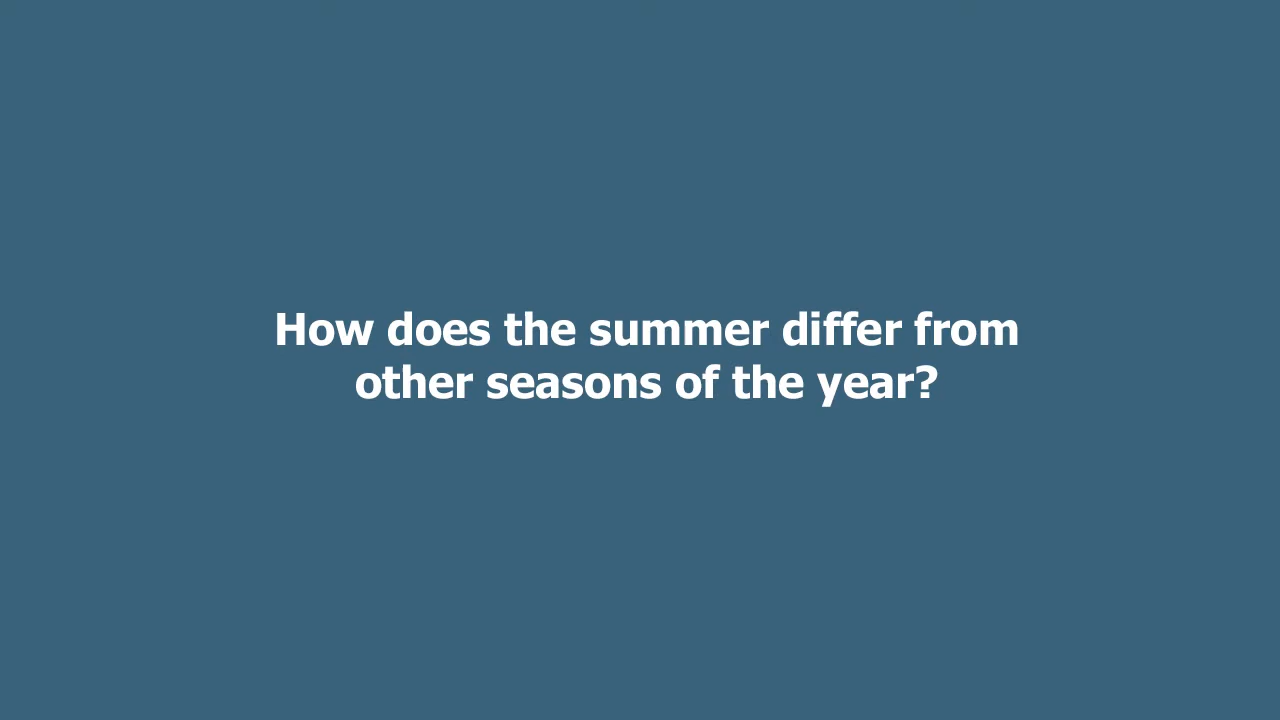 How does the summer differ from
other seasons of the year?